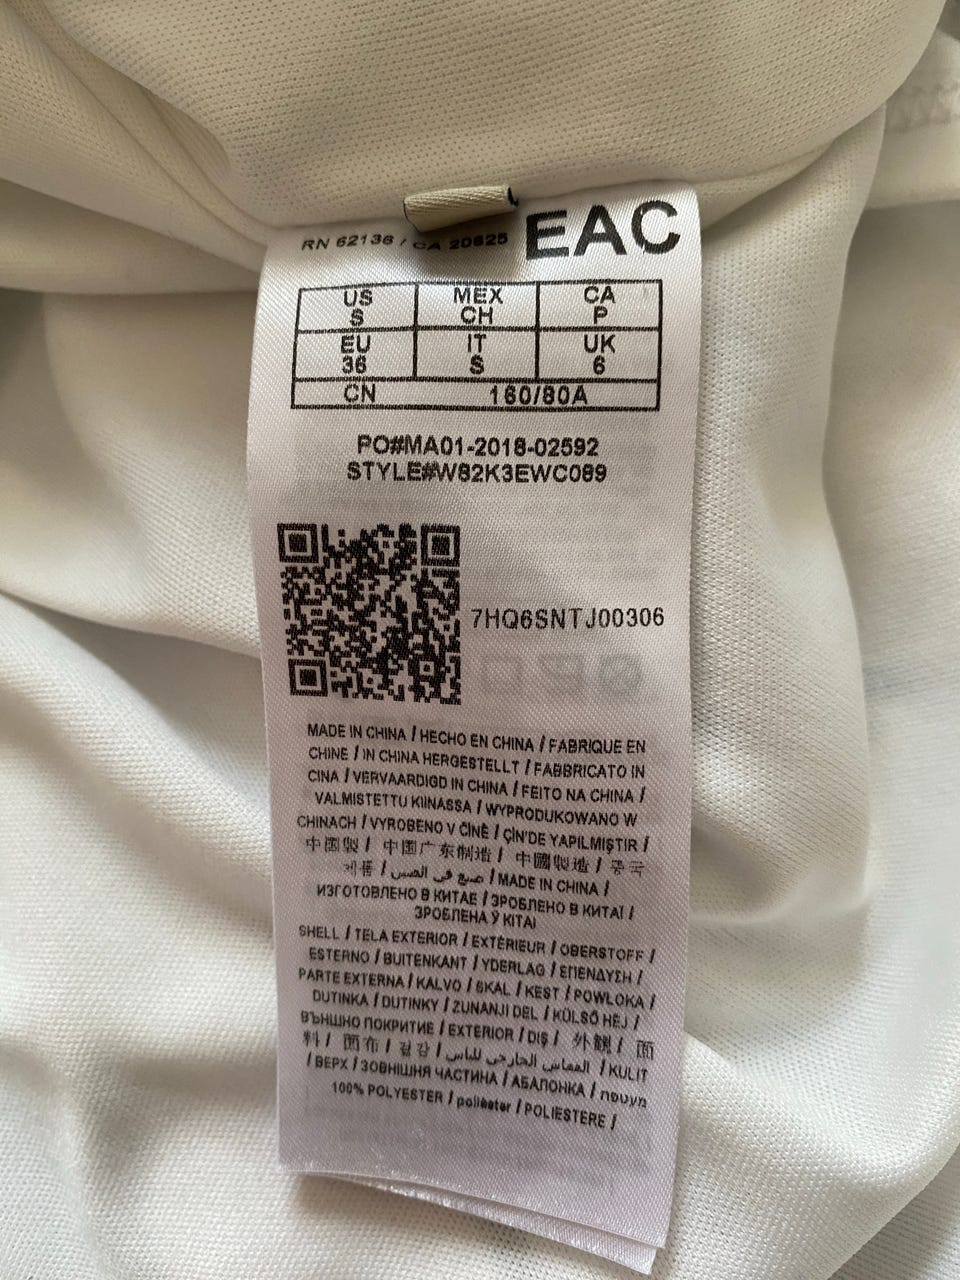 RN 62136 / CA 20625
EAC
US S MEX CH CA P
EU 36 IT S UK 6
CN 160/80A
PO#MA01-2018-02592
STYLE#W82K3EWC089
7HQ6SNTJ00306
MADE IN CHINA / HECHO EN CHINA / FABRIQUE EN
CHINE / IN CHINA HERGESTELLT / FABBRICATO IN
CINA / VERVAARDIGD IN CHINA / FEITO NA CHINA /
VALMISTETTU KIINASSA / WYPRODUKOWANO W
CHINACH / VYROBENO V ČÍNĚ / ÇİN'DE YAPILMIŞTIR /
中国製 / 中国广东制造 / 中國製造 / 중국
제품 / صنع في الصين / MADE IN CHINA /
ИЗГОТОВЛЕНО В КИТАЕ / ЗРОБЛЕНО В КИТАЇ /
ЗРОБЛЕНА Ў КІТАІ
SHELL / TELA EXTERIOR / EXTÉRIEUR / OBERSTOFF /
ESTERNO / BUITENKANT / YDERLAG / ΕΠΕΝΔΥΣΗ /
PARTE EXTERNA / KALVO / SKAL / KEST / POWŁOKA /
DUTINKA / DUTINKY / ZUNANJI DEL / KÜLSŐ HÉJ /
ВЪНШНО ПОКРИТИЕ / EXTERIOR / DIŞ / 外観 / 面
料 / 面布 / 겉감 / القماس الخارجي للباس / KULIT
/ ВЕРХ / ЗОВНІШНЯ ЧАСТИНА / АБАЛОНКА / מעטפת
100% POLYESTER / poliéster / POLIESTERE /